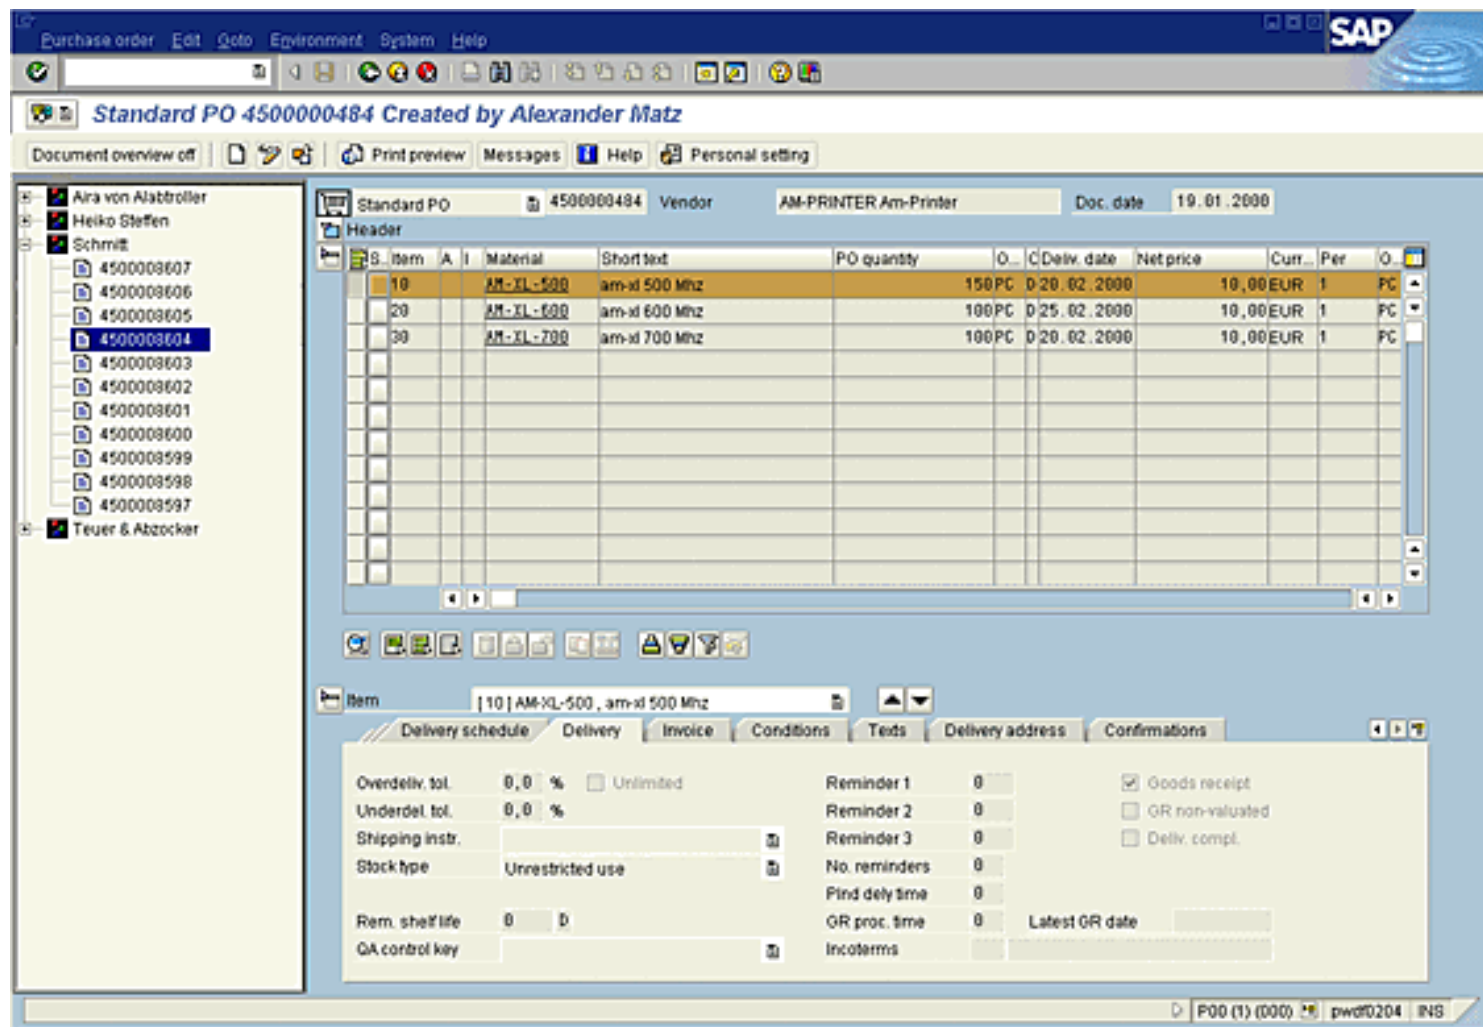 Purchase order Edit Goto Environment System Help
SAP
Standard PO 4500000484 Created by Alexander Matz
Document overview off Print preview Messages Help Personal setting
Aira von Alabtroller
Heiko Steffen
Schmitt
4500008607
4500008606
4500008605
4500008604
4500008603
4500008602
4500008601
4500008600
4500008599
4500008598
4500008597
Teuer & Abzocker
Standard PO 4500000484 Vendor AM-PRINTER Am-Printer Doc. date 19.01.2000
Header
S.. Item A I Material Short text PO quantity O... C Deliv. date Net price Curr... Per O...
10 AM-XL-500 am-xl 500 Mhz 150 PC D 20.02.2000 10,00 EUR 1 PC
20 AM-XL-600 am-xl 600 Mhz 100 PC D 25.02.2000 10,00 EUR 1 PC
30 AM-XL-700 am-xl 700 Mhz 100 PC D 20.02.2000 10,00 EUR 1 PC
Item [ 10 ] AM-XL-500 , am-xl 500 Mhz
Delivery schedule Delivery Invoice Conditions Texts Delivery address Confirmations
Overdeliv. tol. 0,0 % Unlimited Reminder 1 0 Goods receipt
Underdel. tol. 0,0 % Reminder 2 0 GR non-valuated
Shipping instr. Reminder 3 0 Deliv. compl.
Stock type Unrestricted use No. reminders 0
Plnd dely time 0
Rem. shelf life 0 D GR proc. time 0 Latest GR date
QA control key Incoterms
P00 (1) (000) pwdf0204 INS